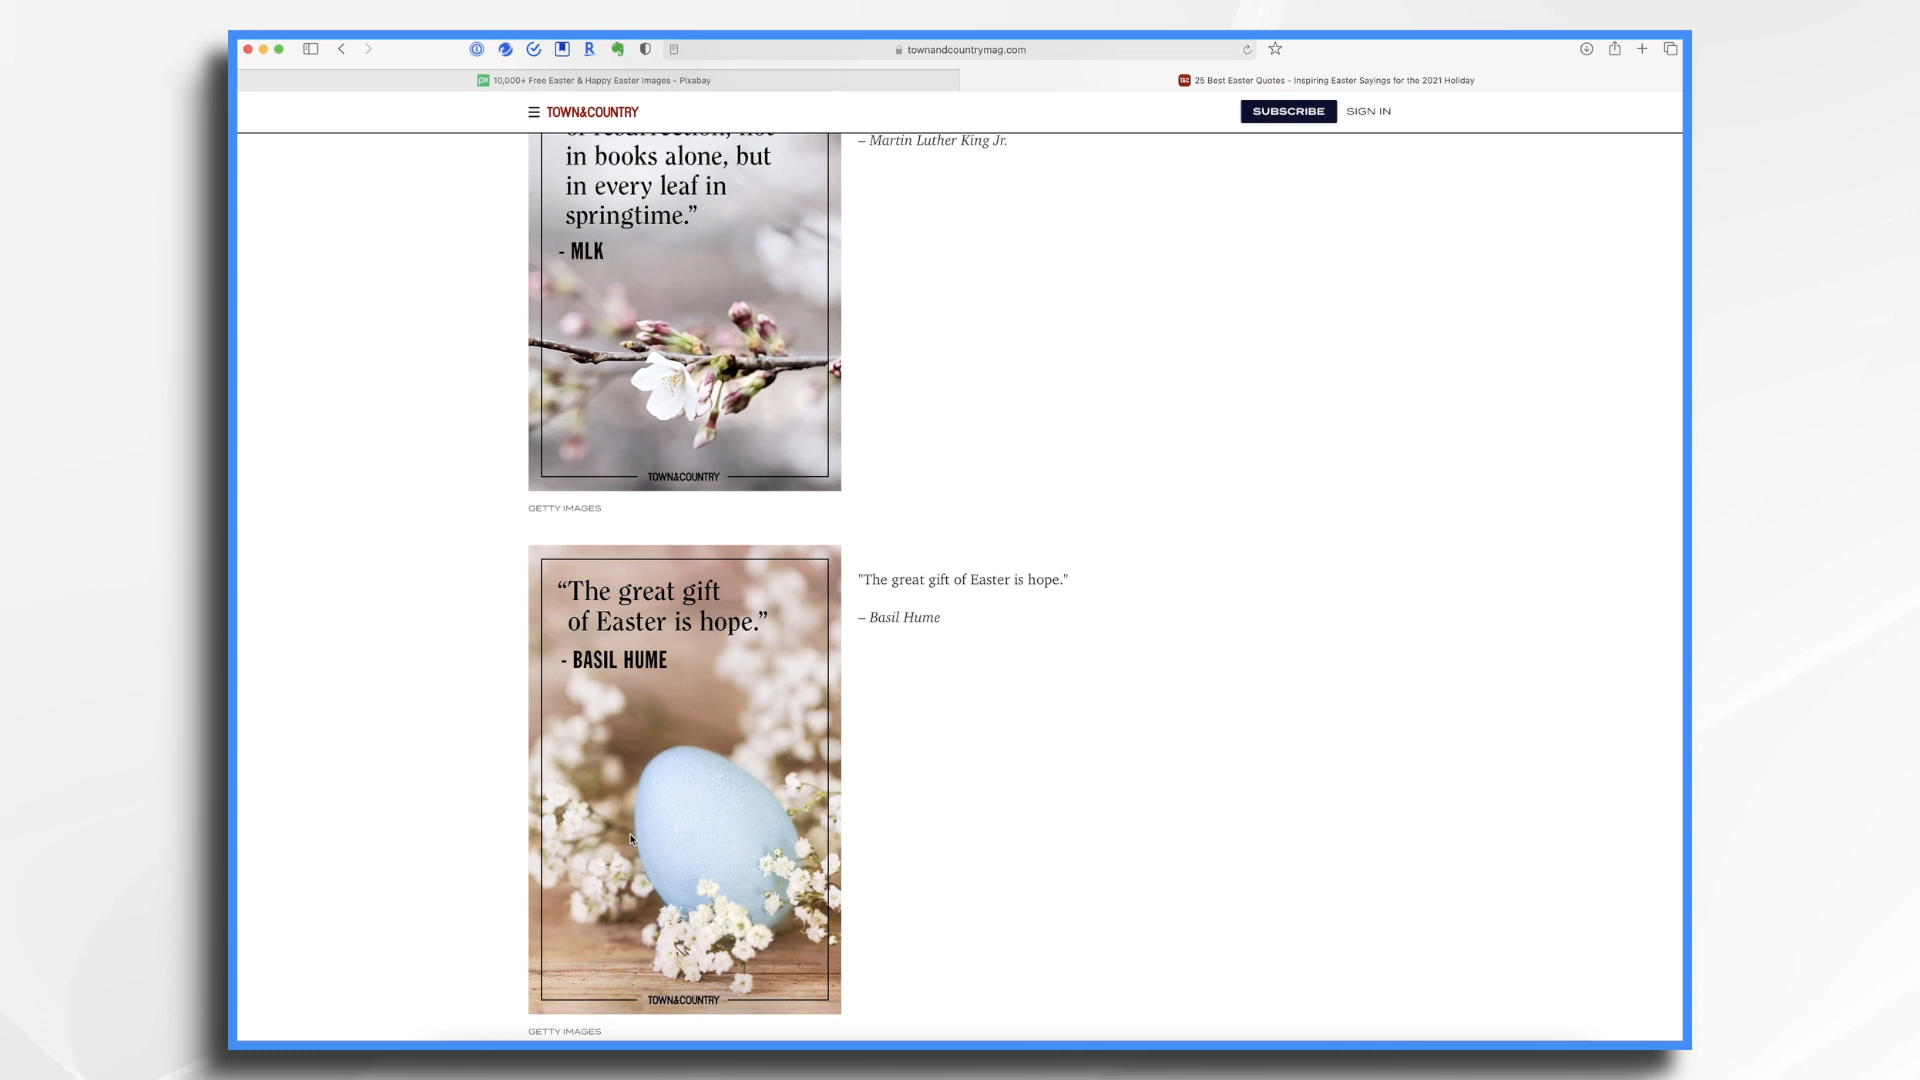 townandcountrymag.com
10,000+ Free Easter & Happy Easter Images - Pixabay
25 Best Easter Quotes - Inspiring Easter Sayings for the 2021 Holiday
TOWN&COUNTRY
SUBSCRIBE
SIGN IN
of resurrection, not
in books alone, but
in every leaf in
springtime.”
- MLK
TOWN&COUNTRY
GETTY IMAGES
– Martin Luther King Jr.
“The great gift
of Easter is hope.”
- BASIL HUME
TOWN&COUNTRY
GETTY IMAGES
"The great gift of Easter is hope."
– Basil Hume